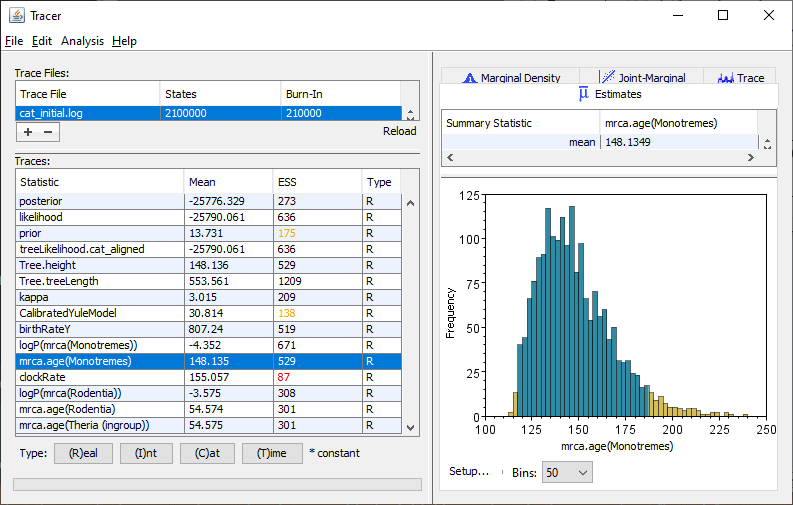 Tracer
File Edit Analysis Help
Trace Files:
Trace File States Burn-In
cat_initial.log 2100000 210000
+ −
Reload
Traces:
Statistic Mean ESS Type
posterior -25776.329 273 R
likelihood -25790.061 636 R
prior 13.731 175 R
treeLikelihood.cat_aligned -25790.061 636 R
Tree.height 148.136 529 R
Tree.treeLength 553.561 1209 R
kappa 3.015 209 R
CalibratedYuleModel 30.814 138 R
birthRateY 807.24 519 R
logP(mrca(Monotremes)) -4.352 671 R
mrca.age(Monotremes) 148.135 529 R
clockRate 155.057 87 R
logP(mrca(Rodentia)) -3.575 308 R
mrca.age(Rodentia) 54.574 301 R
mrca.age(Theria (ingroup)) 54.575 301 R
Type: (R)eal (I)nt (C)at (T)ime * constant
Marginal Density Joint-Marginal Trace
μ Estimates
Summary Statistic mrca.age(Monotremes)
mean 148.1349
125
100
75
50
25
0
Frequency
100 125 150 175 200 225 250
mrca.age(Monotremes)
Setup... Bins: 50